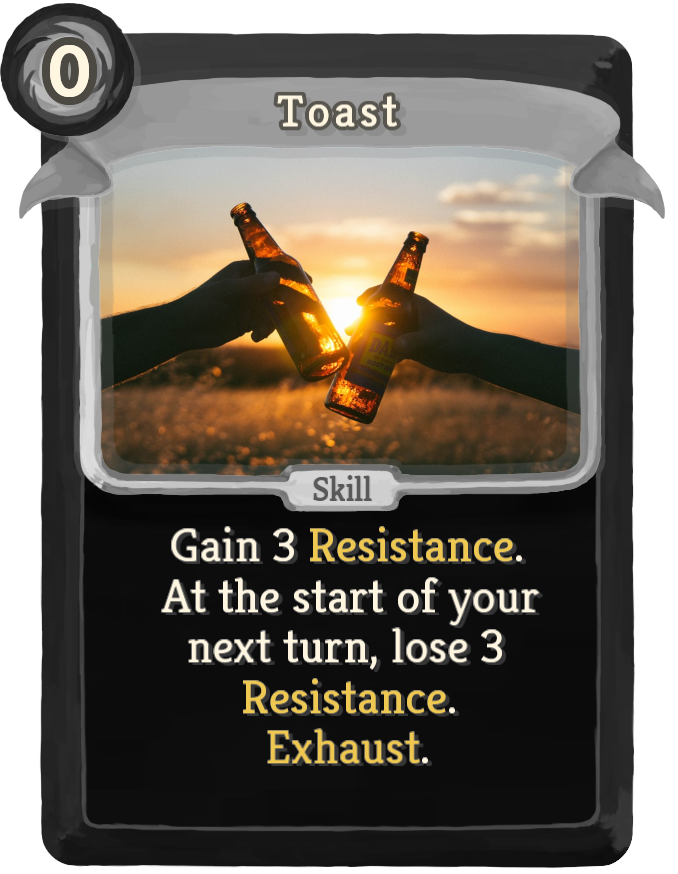 0
Toast
Skill
Gain 3 Resistance.
At the start of your
next turn, lose 3
Resistance.
Exhaust.